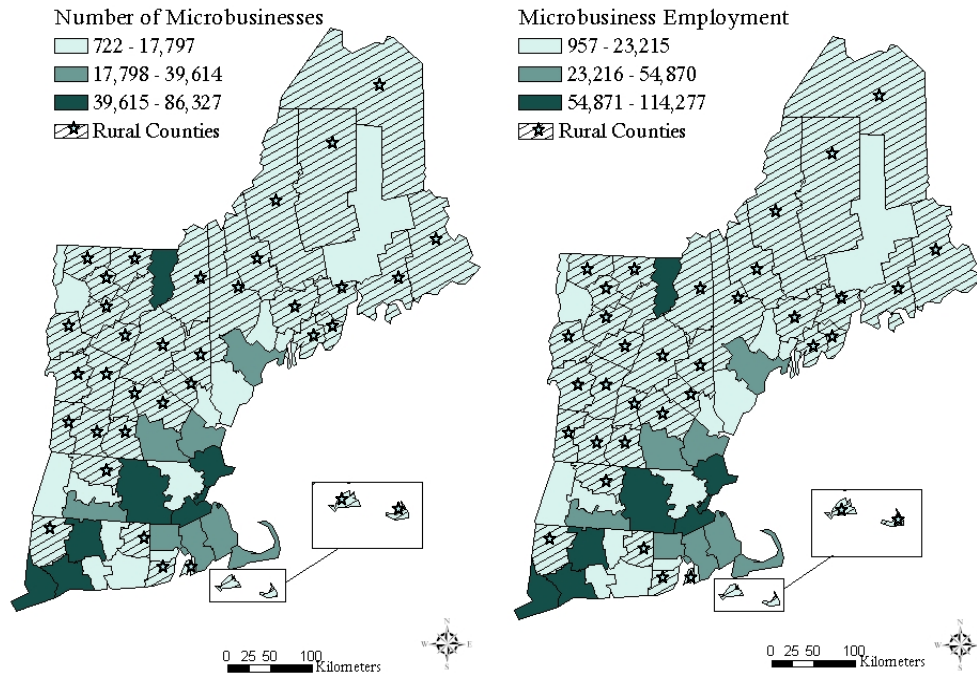 Number of Microbusinesses
722 - 17,797
17,798 - 39,614
39,615 - 86,327
Rural Counties
0 25 50 100
Kilometers
N
W E
S
Microbusiness Employment
957 - 23,215
23,216 - 54,870
54,871 - 114,277
Rural Counties
0 25 50 100
Kilometers
N
W E
S